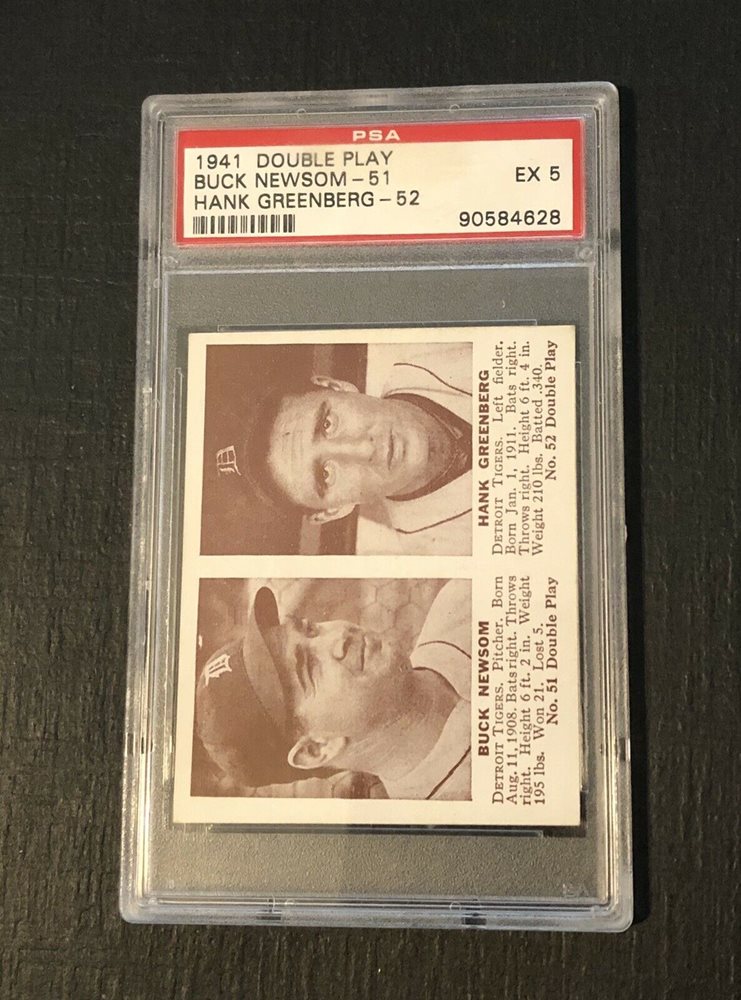 PSA
1941 DOUBLE PLAY
BUCK NEWSOM-51
EX 5
HANK GREENBERG-52
90584628
BUCK NEWSOM
DETROIT TIGERS. Pitcher. Born
Aug. 11, 1908. Bats right. Throws
right. Height 6 ft. 2 in. Weight
195 lbs. Won 21. Lost 5.
No. 51 Double Play
HANK GREENBERG
DETROIT TIGERS. Left fielder.
Born Jan. 1, 1911. Bats right.
Throws right. Height 6 ft. 4 in.
Weight 210 lbs. Batted .340.
No. 52 Double Play